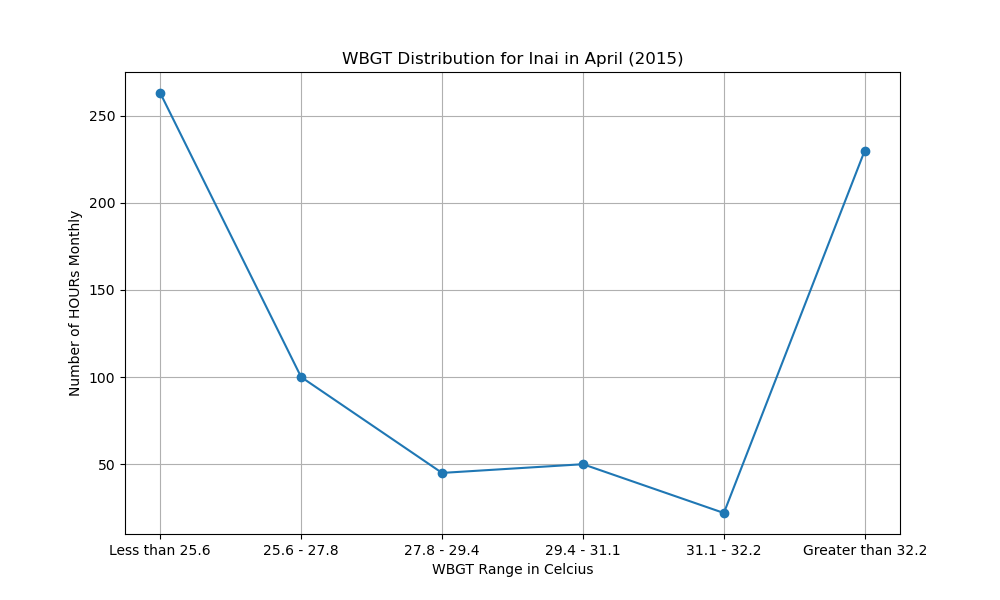 WBGT Distribution for Inai in April (2015)
Number of HOURs Monthly
250
200
150
100
50
Less than 25.6
25.6 - 27.8
27.8 - 29.4
29.4 - 31.1
31.1 - 32.2
Greater than 32.2
WBGT Range in Celcius